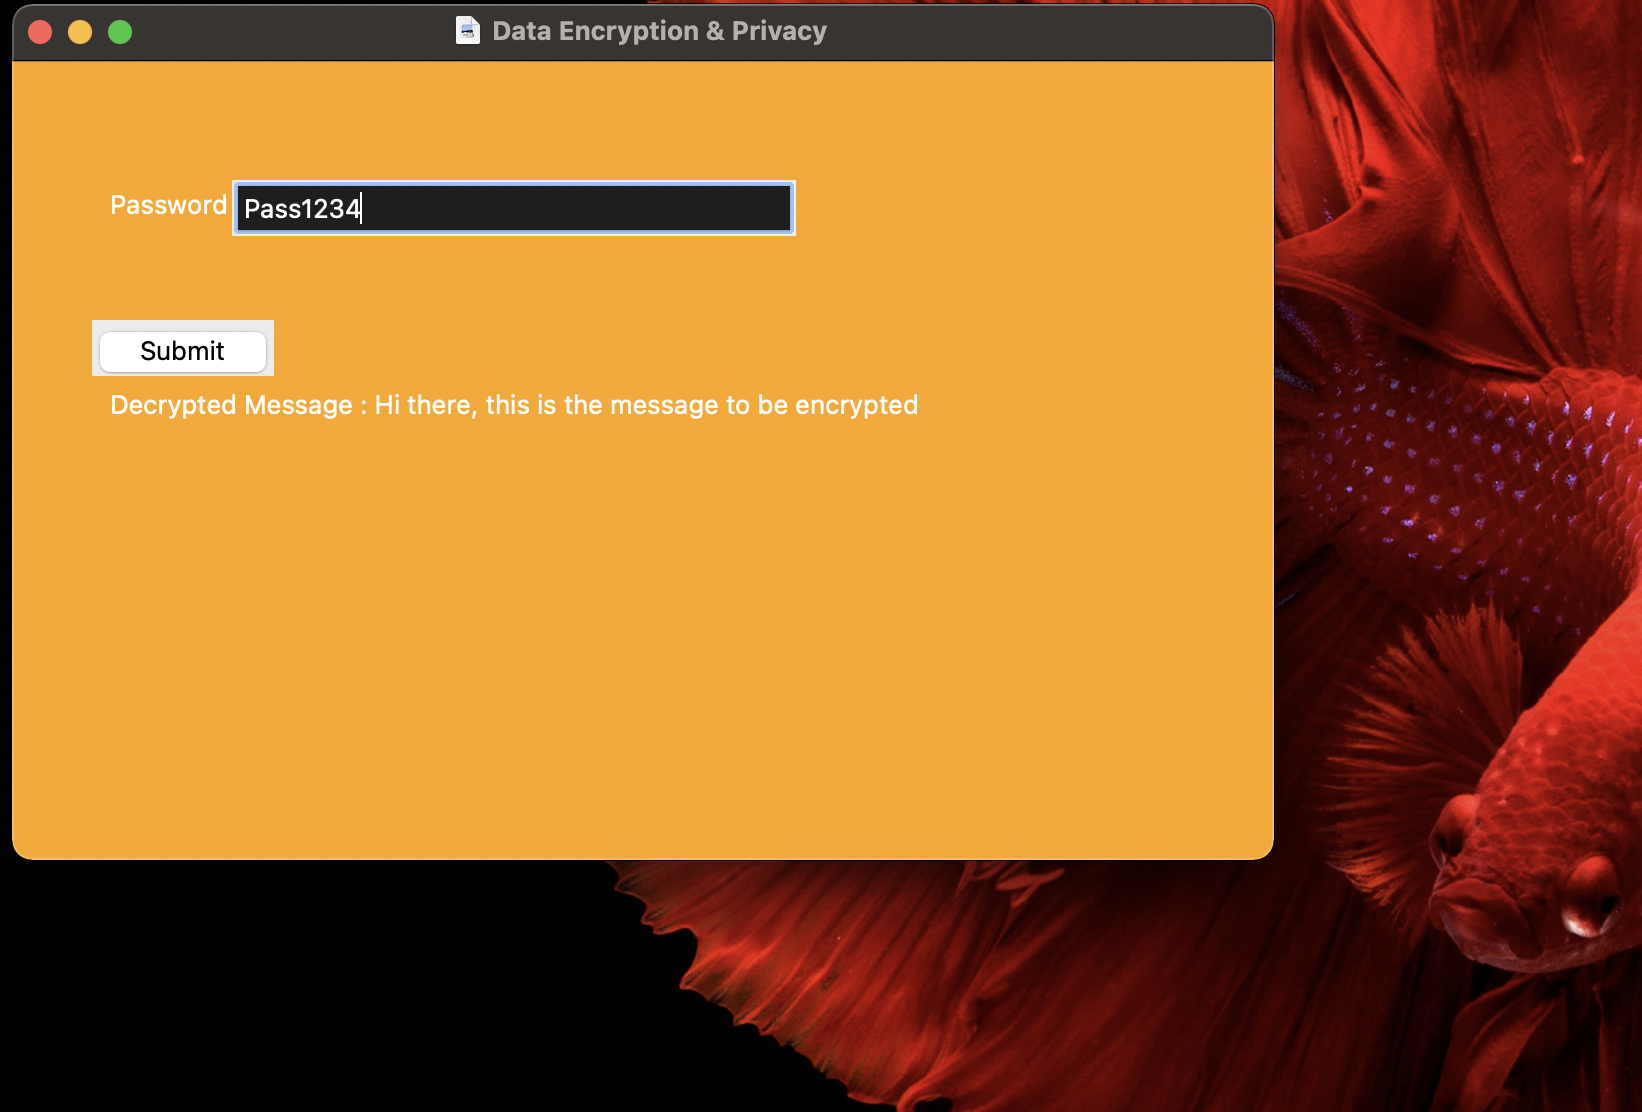 Data Encryption & Privacy
Password Pass1234
Submit
Decrypted Message : Hi there, this is the message to be encrypted